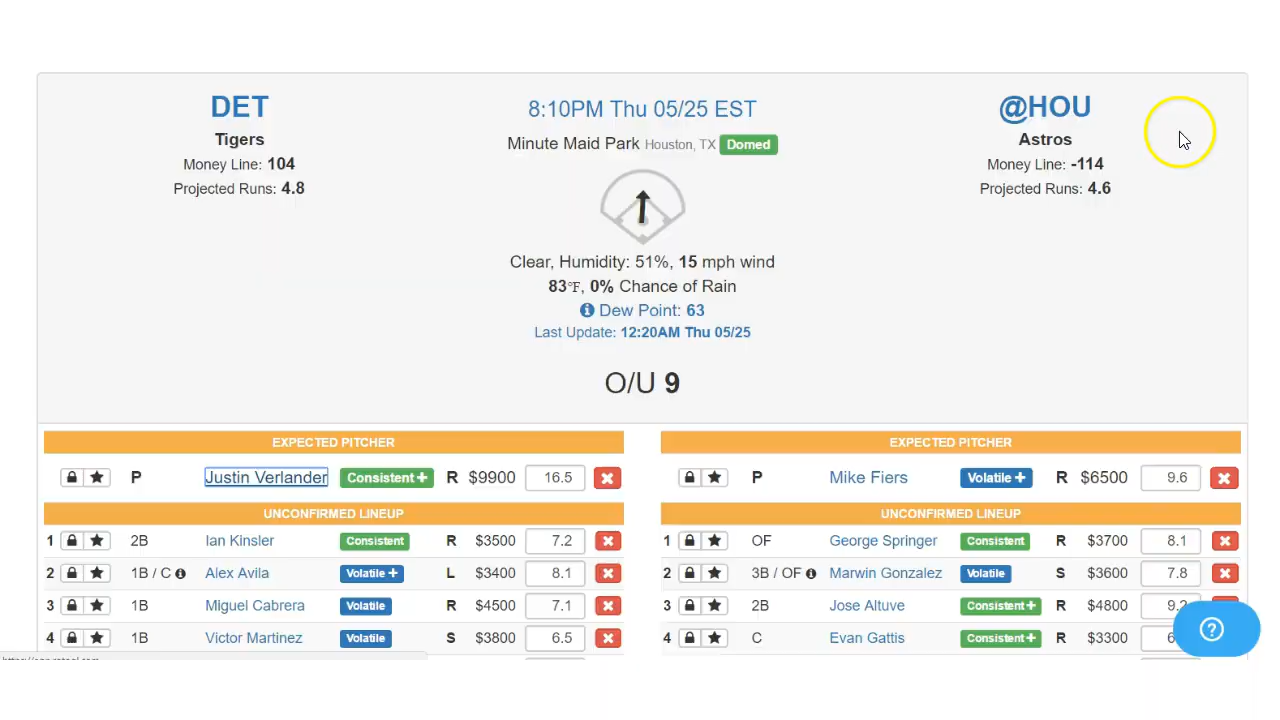 DET
Tigers
Money Line: 104
Projected Runs: 4.8
8:10PM Thu 05/25 EST
Minute Maid Park Houston, TX Domed
Clear, Humidity: 51%, 15 mph wind
83°F, 0% Chance of Rain
Dew Point: 63
Last Update: 12:20AM Thu 05/25
O/U 9
@HOU
Astros
Money Line: -114
Projected Runs: 4.6
EXPECTED PITCHER
P Justin Verlander Consistent + R $9900 16.5
UNCONFIRMED LINEUP
1 2B Ian Kinsler Consistent R $3500 7.2
2 1B / C Alex Avila Volatile + L $3400 8.1
3 1B Miguel Cabrera Volatile R $4500 7.1
4 1B Victor Martinez Volatile S $3800 6.5
EXPECTED PITCHER
P Mike Fiers Volatile + R $6500 9.6
UNCONFIRMED LINEUP
1 OF George Springer Consistent R $3700 8.1
2 3B / OF Marwin Gonzalez Volatile S $3600 7.8
3 2B Jose Altuve Consistent + R $4800 9.2
4 C Evan Gattis Consistent + R $3300